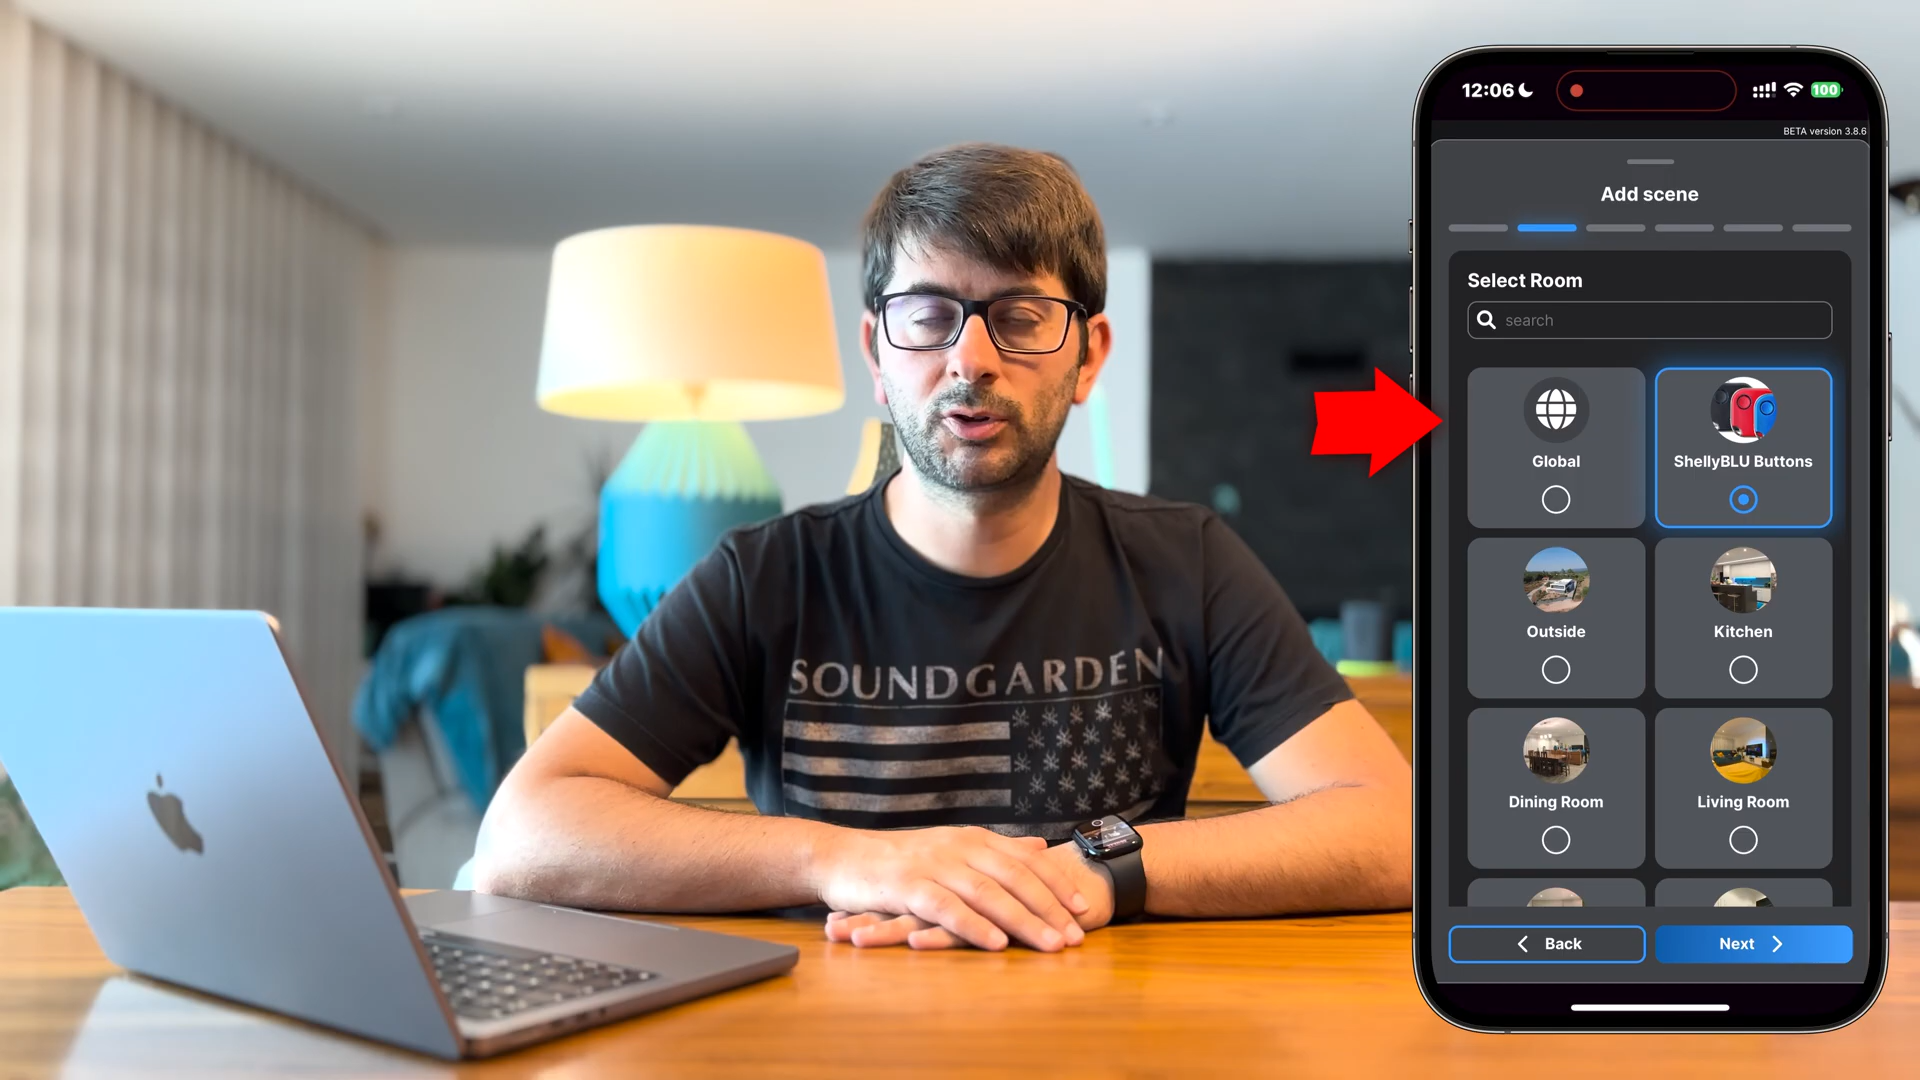 SOUNDGARDEN
12:06
100
BETA version 3.8.6
Add scene
Select Room
search
Global
ShellyBLU Buttons
Outside
Kitchen
Dining Room
Living Room
Back
Next